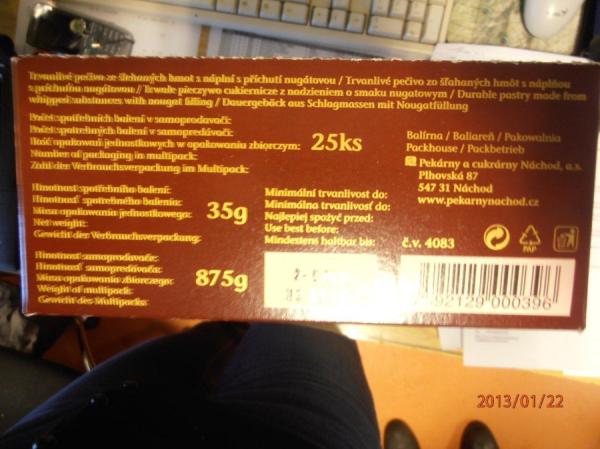 Trvanlivé pečivo ze šlehaných hmot s náplní s příchutí nugátovou / Trvanlivé pečivo zo šľahaných hmôt s náplňou
s príchuťou nugátovou / Trwałe pieczywo cukiernicze z nadzieniem o smaku nugatowym / Durable pastry made from
whipped substances with nougat filling / Dauergebäck aus Schlagmassen mit Nougatfüllung
Počet spotřebních balení v samoprodavači:
Počet spotrebných balení v samopredávači:
Ilość opakowań jednostkowych w opakowaniu zbiorczym: 25ks
Number of packaging in multipack:
Zahl der Verbrauchsverpackung im Multipack:
Balírna / Baliareň / Pakowalnia
Packhouse / Packbetrieb
Pekárny a cukrárny Náchod, a.s.
Plhovská 87
547 31 Náchod
www.pekarnynachod.cz
Hmotnost spotřebního balení:
Hmotnosť spotrebného balenia:
Masa opakowania jednostkowego: 35g
Net weight:
Gewicht der Verbrauchsverpackung:
Minimální trvanlivost do:
Minimálna trvanlivosť do:
Najlepiej spożyć przed:
Use best before:
Mindestens haltbar bis: č.v. 4083
PAP
Hmotnost samoprodavače:
Hmotnosť samopredávača:
Masa opakowania zbiorczego: 875g
Weight of multipack:
Gewicht des Multipacks:
92129 000396
2013/01/22